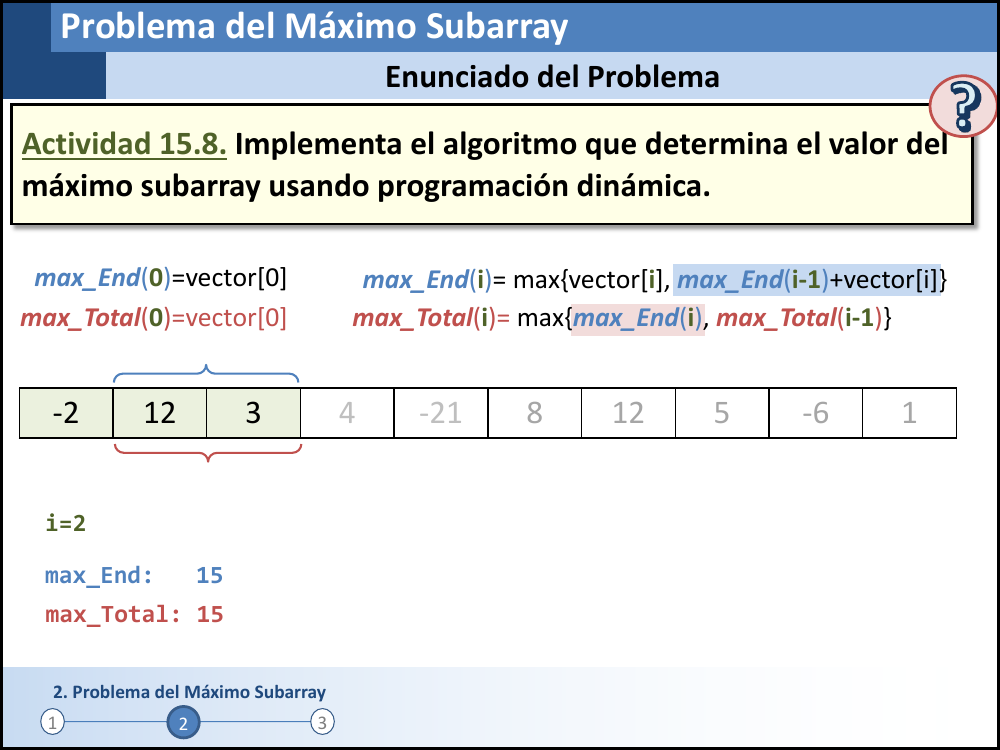 Problema del Máximo Subarray
Enunciado del Problema
?
Actividad 15.8. Implementa el algoritmo que determina el valor del
máximo subarray usando programación dinámica.
max_End(0)=vector[0] max_End(i)= max{vector[i], max_End(i-1)+vector[i]}
max_Total(0)=vector[0] max_Total(i)= max{max_End(i), max_Total(i-1)}
-2 12 3 4 -21 8 12 5 -6 1
i=2
max_End: 15
max_Total: 15
2. Problema del Máximo Subarray
1 2 3